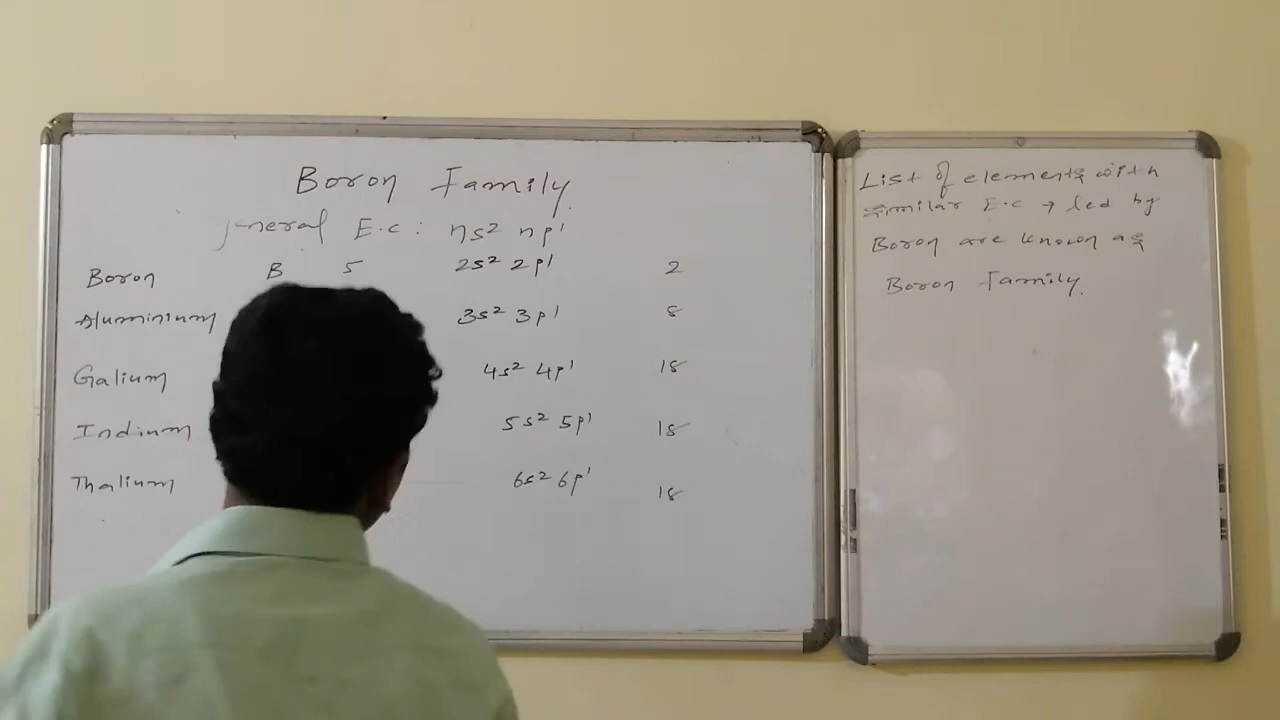 Boron Family
General E.C : ns² np¹
Boron B 5 2s² 2p¹ 2
Aluminium 3s² 3p¹ 8
Galium 4s² 4p¹ 18
Indium 5s² 5p¹ 18
Thalium 6s² 6p¹ 18
List of elements with
similar E.C → led by
Boron are known as
Boron Family